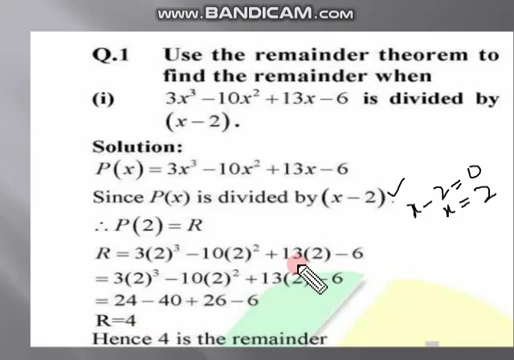 www.BANDICAM.com
Q.1 Use the remainder theorem to
find the remainder when
(i) 3x³ −10x² +13x−6 is divided by
(x−2).
Solution:
P(x) = 3x³ −10x² +13x−6
Since P(x) is divided by (x−2).
x−2=0
x=2
∴ P(2) = R
R = 3(2)³ −10(2)² +13(2)−6
= 3(2)³ −10(2)² +13(2)−6
= 24−40+26−6
R=4
Hence 4 is the remainder